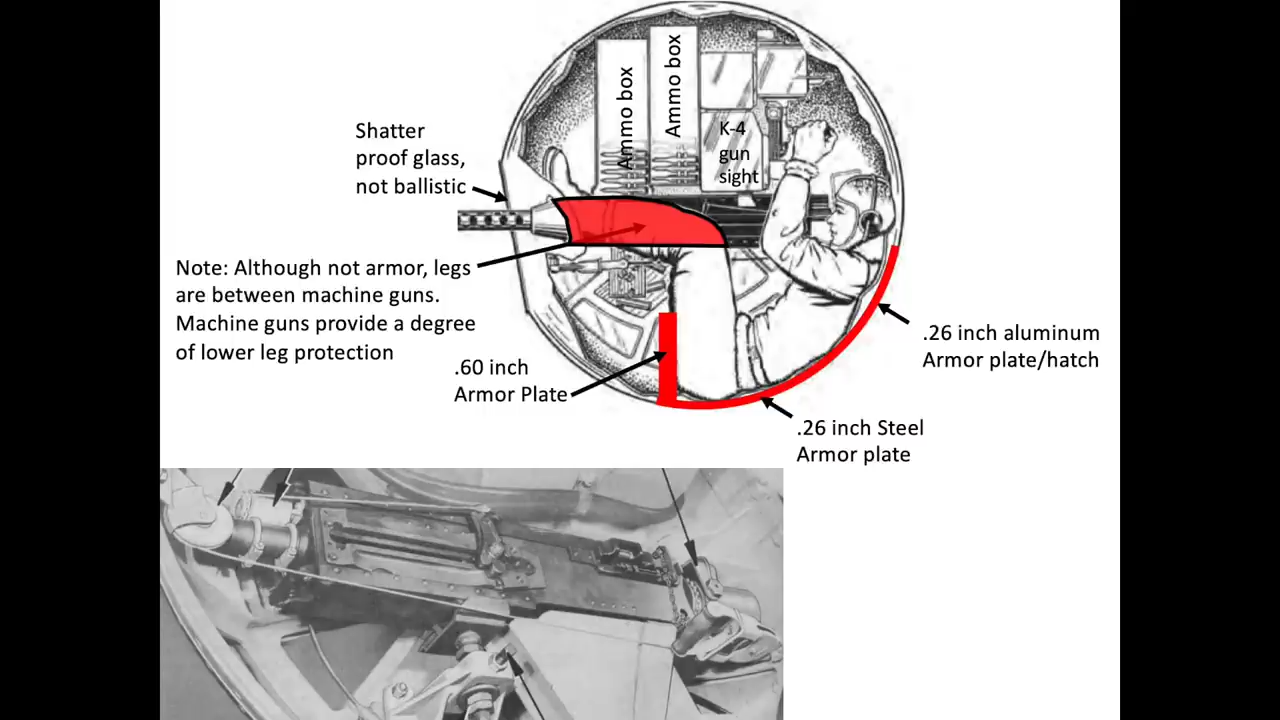 Ammo box
Ammo box
K-4
gun
sight
Shatter
proof glass,
not ballistic
Note: Although not armor, legs
are between machine guns.
Machine guns provide a degree
of lower leg protection
.60 inch
Armor Plate
.26 inch aluminum
Armor plate/hatch
.26 inch Steel
Armor plate